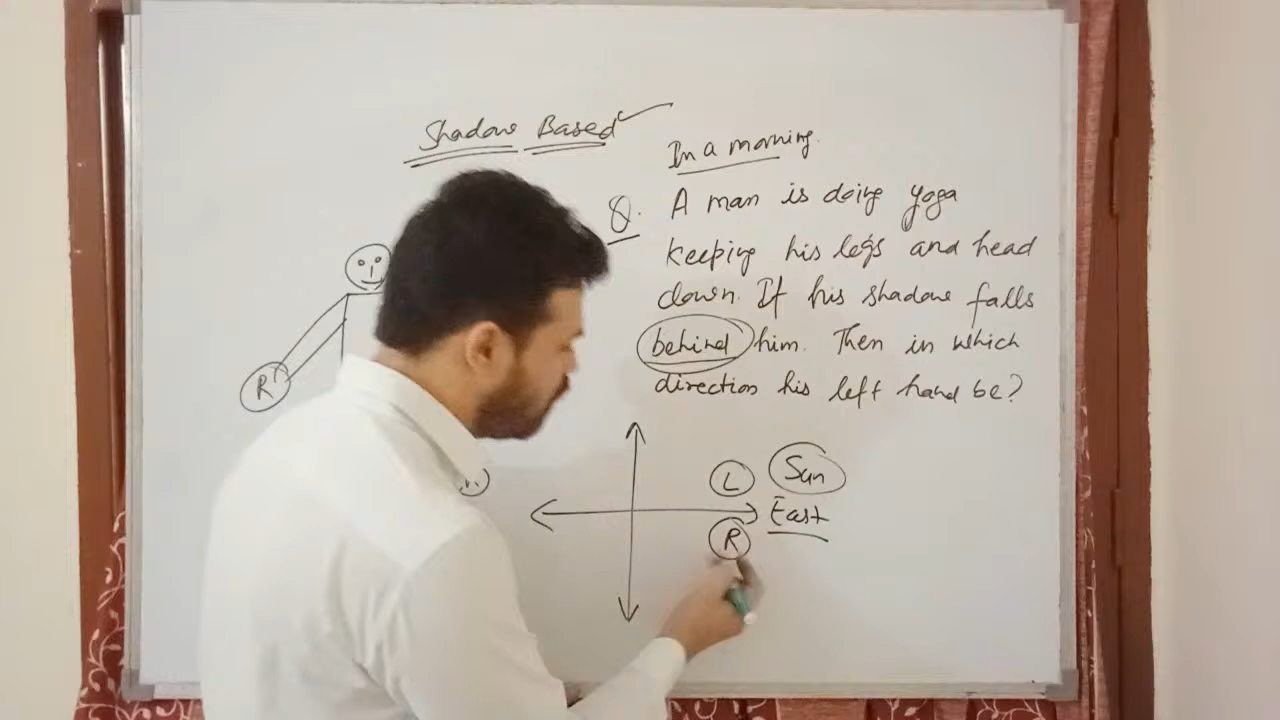 Shadow Based
In a morning.
Q. A man is doing yoga
keeping his legs and head
down. If his shadow falls
behind him. Then in which
direction his left hand be?
R
L
Sun
East
R